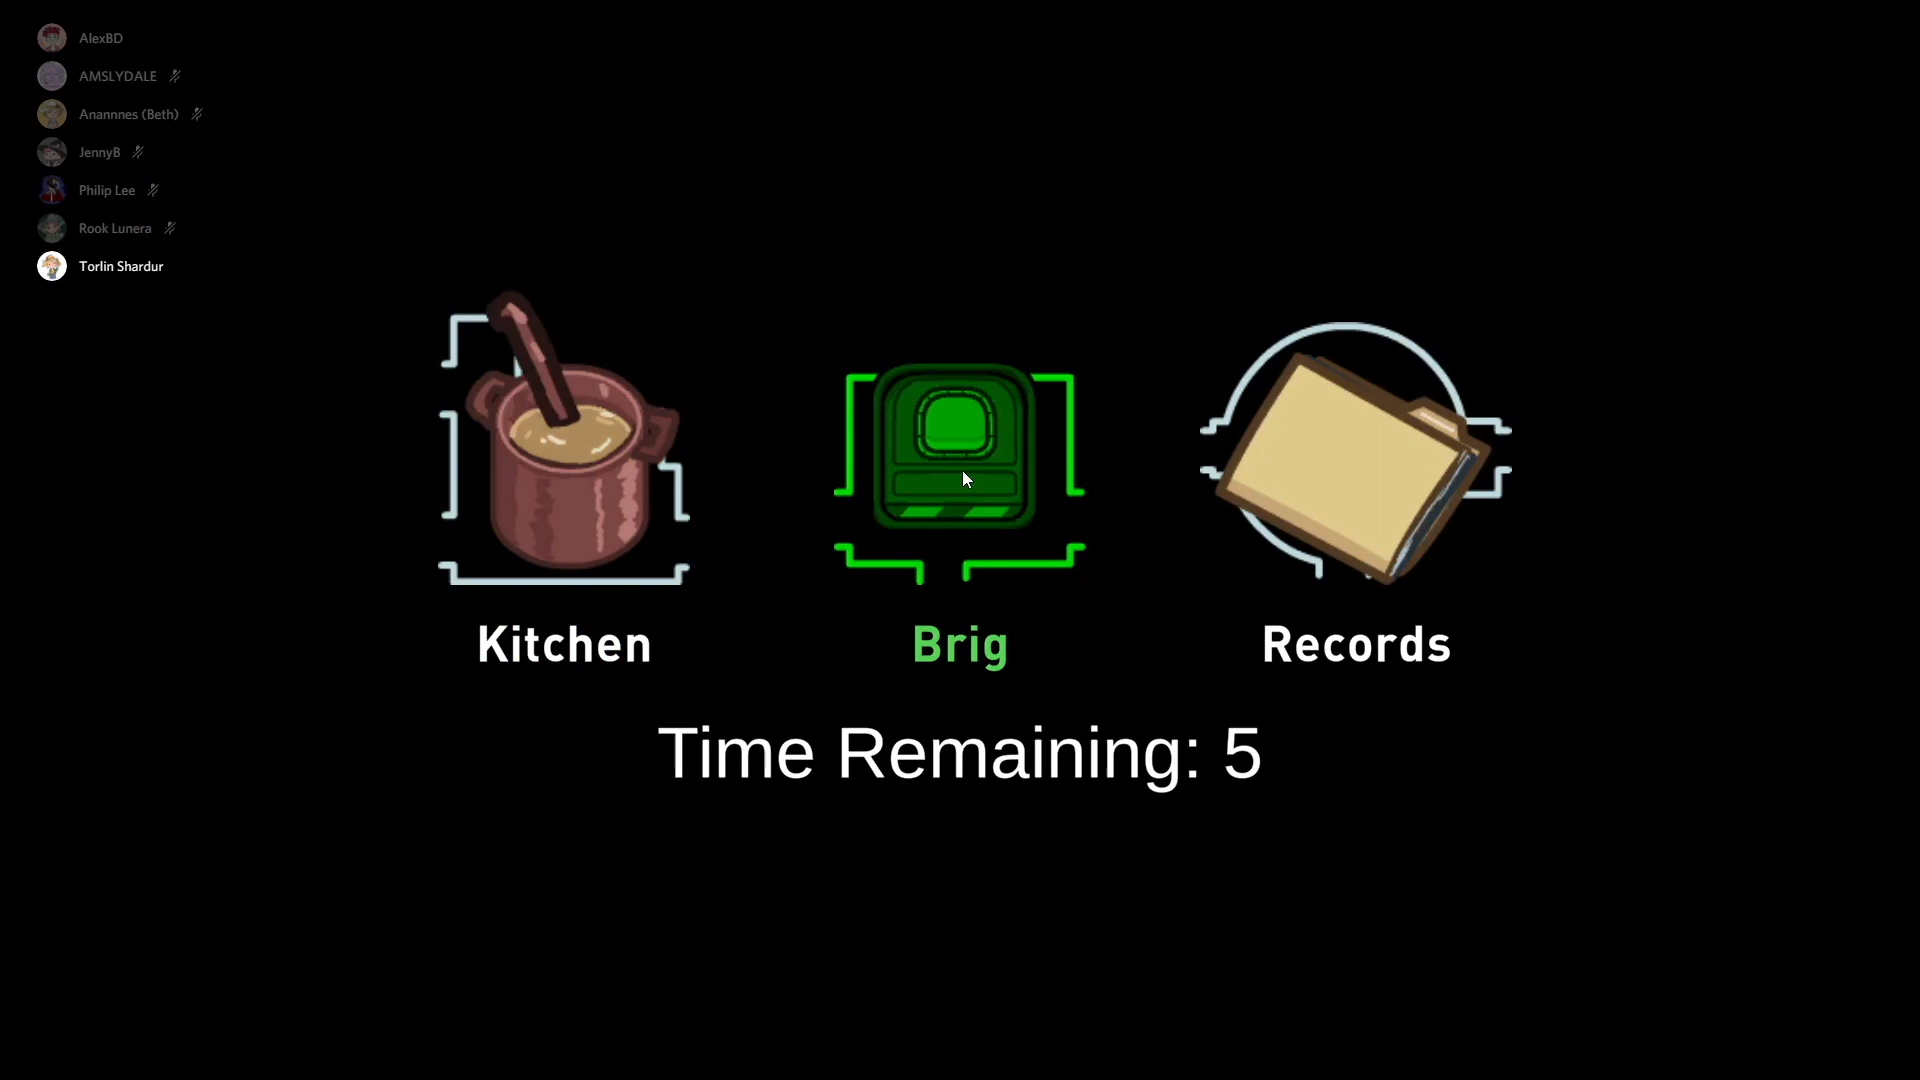 AlexBD
AMSLYDALE
Anannnes (Beth)
JennyB
Philip Lee
Rook Lunera
Torlin Shardur
Kitchen
Brig
Records
Time Remaining: 5